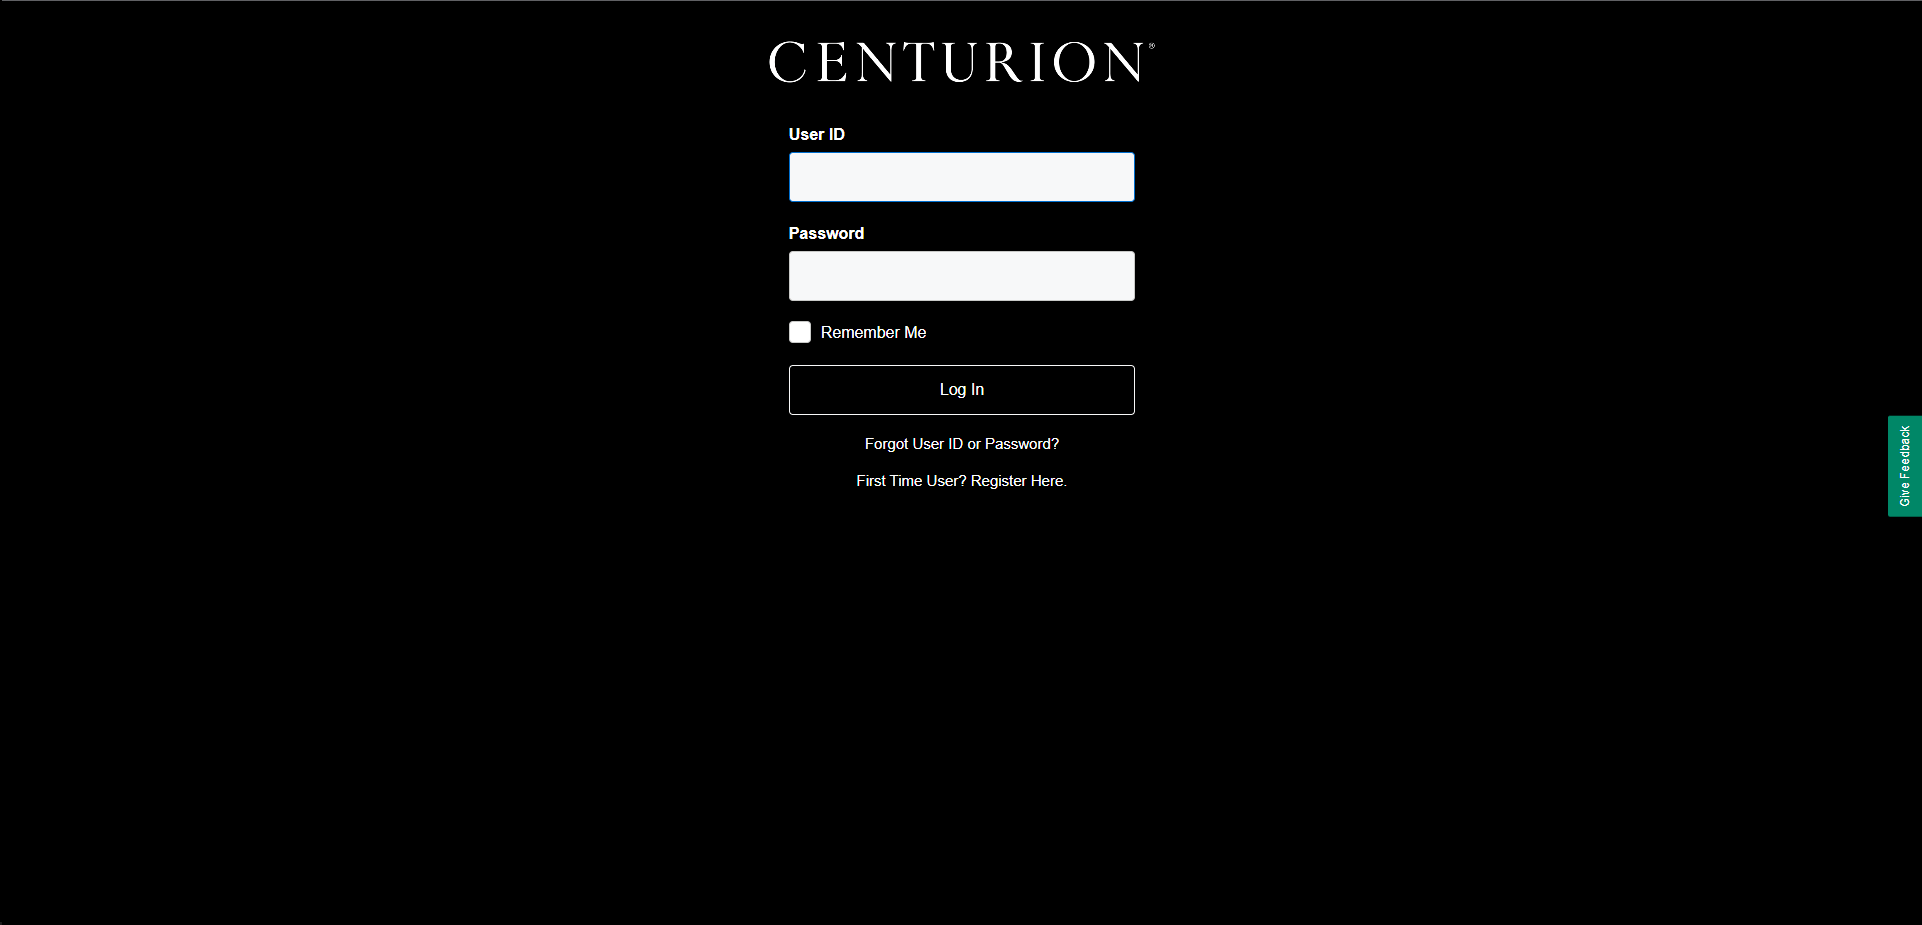 CENTURION®
User ID
Password
Remember Me
Log In
Forgot User ID or Password?
First Time User? Register Here.
Give Feedback